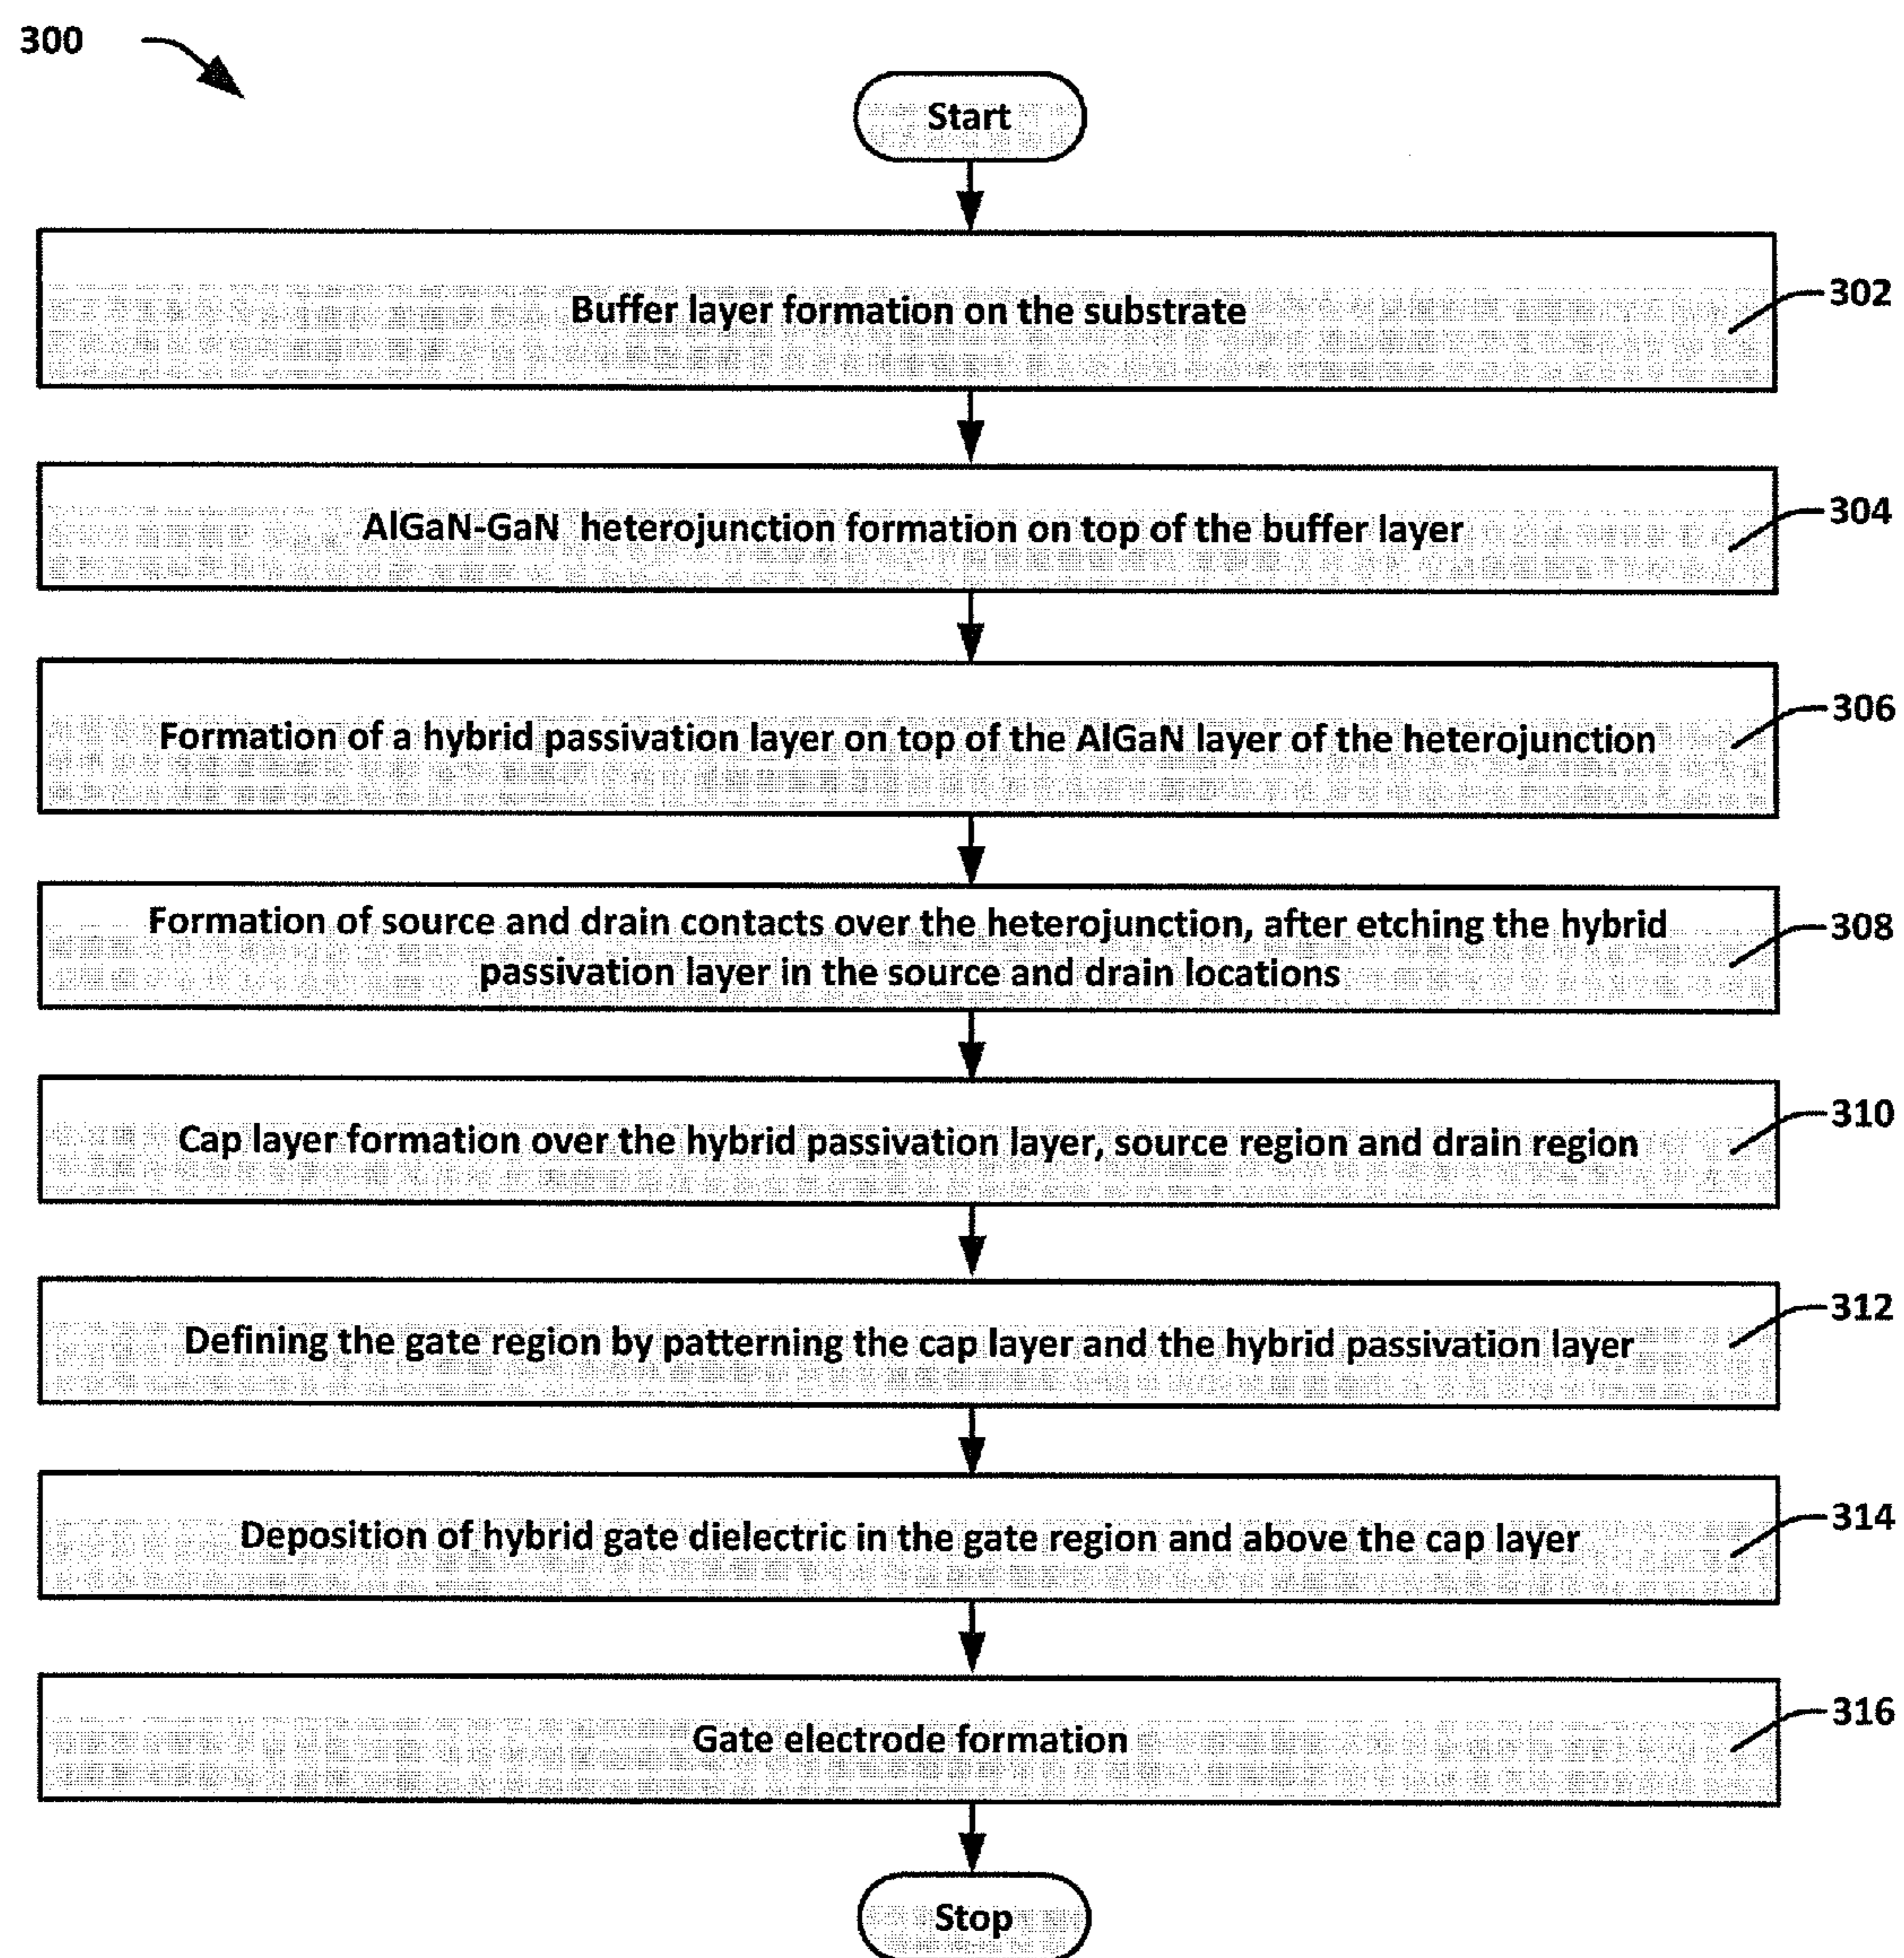 300
Start
Buffer layer formation on the substrate
302
AlGaN-GaN heterojunction formation on top of the buffer layer
304
Formation of a hybrid passivation layer on top of the AlGaN layer of the heterojunction
306
Formation of source and drain contacts over the heterojunction, after etching the hybrid
passivation layer in the source and drain locations
308
Cap layer formation over the hybrid passivation layer, source region and drain region
310
Defining the gate region by patterning the cap layer and the hybrid passivation layer
312
Deposition of hybrid gate dielectric in the gate region and above the cap layer
314
Gate electrode formation
316
Stop